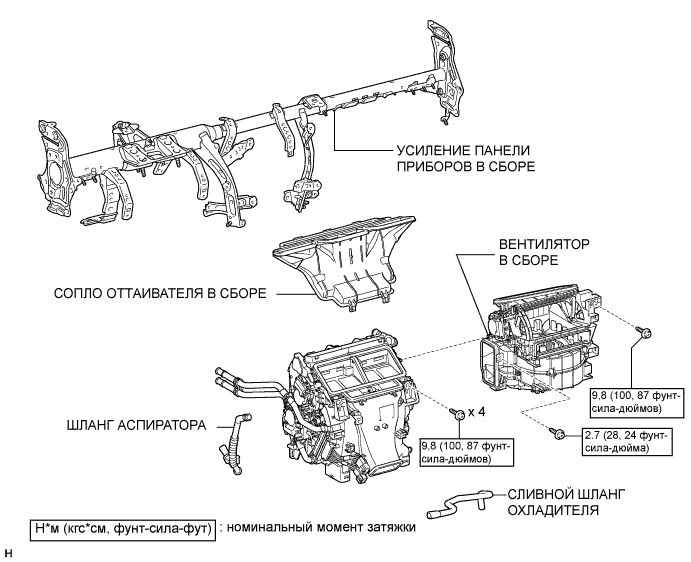 УСИЛЕНИЕ ПАНЕЛИ
ПРИБОРОВ В СБОРЕ
ВЕНТИЛЯТОР
В СБОРЕ
СОПЛО ОТТАИВАТЕЛЯ В СБОРЕ
9,8 (100, 87 фунт-
сила-дюймов)
x 4
ШЛАНГ АСПИРАТОРА
9,8 (100, 87 фунт-
сила-дюймов)
2.7 (28, 24 фунт-
сила-дюйма)
СЛИВНОЙ ШЛАНГ
ОХЛАДИТЕЛЯ
Н*м (кгс*см, фунт-сила-фут) : номинальный момент затяжки
H